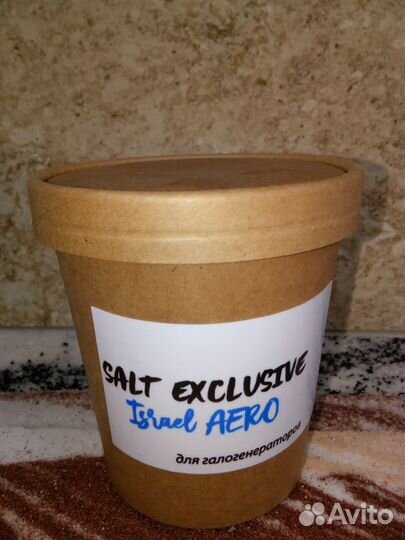 SALT EXCLUSIVE
Israel AERO
для галогенераторов
Avito